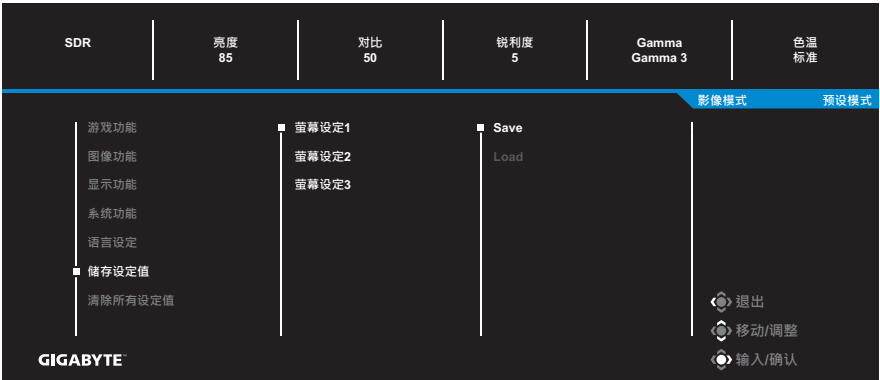 SDR
亮度
85
对比
50
锐利度
5
Gamma
Gamma 3
色温
标准
影像模式 预设模式
游戏功能
图像功能
显示功能
系统功能
语言设定
储存设定值
清除所有设定值
萤幕设定1
萤幕设定2
萤幕设定3
Save
Load
退出
移动/调整
输入/确认
GIGABYTE™